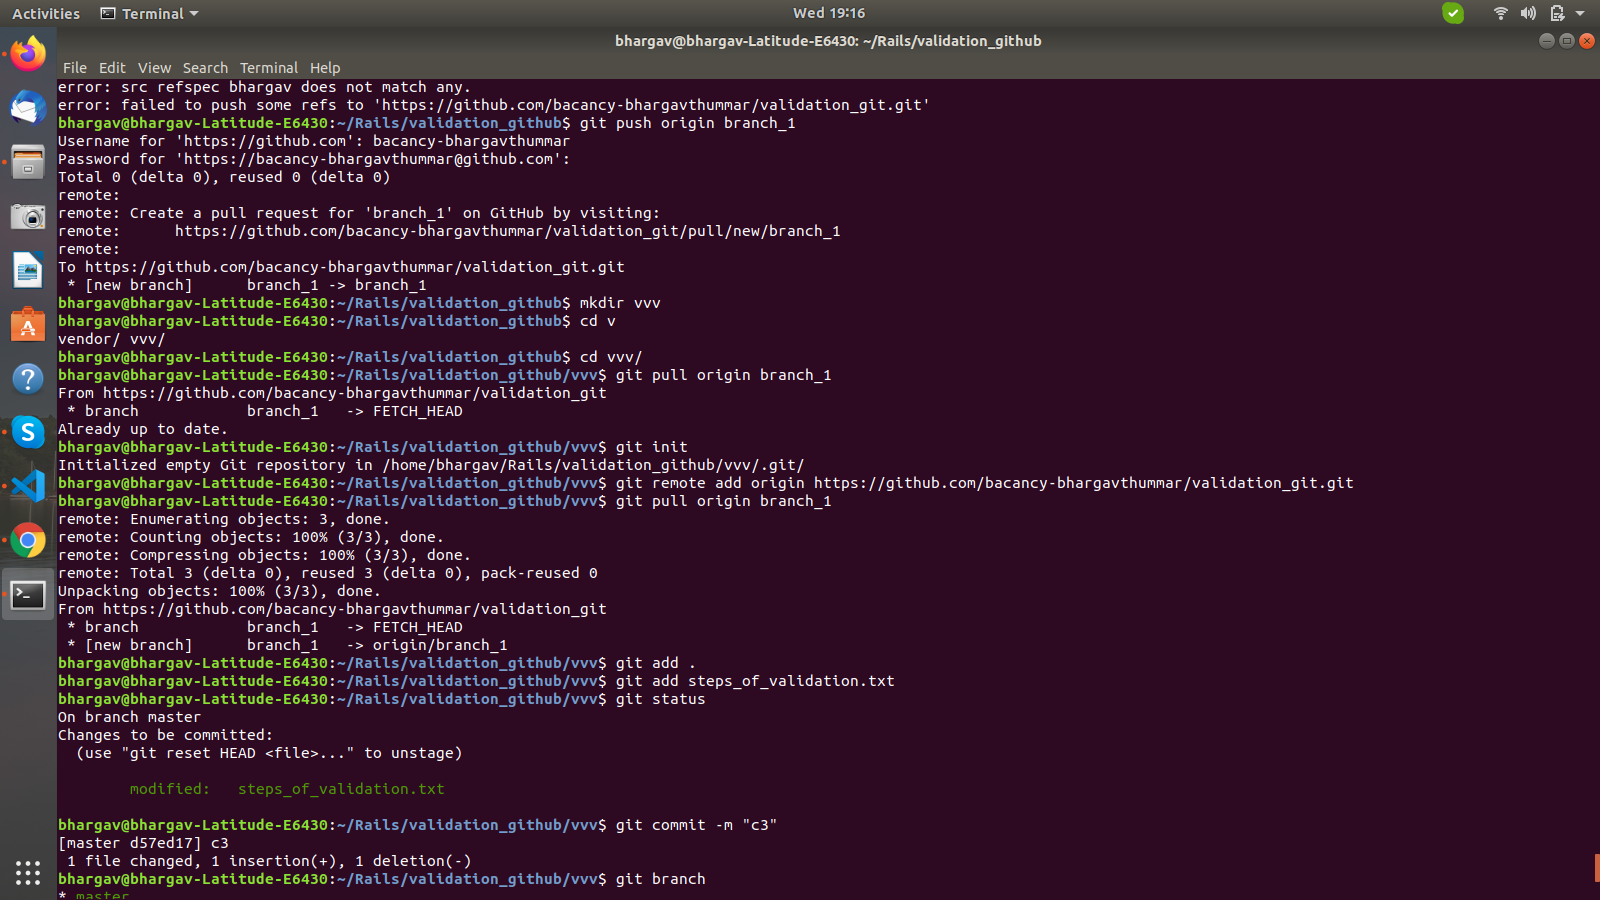 Activities Terminal Wed 19:16
bhargav@bhargav-Latitude-E6430: ~/Rails/validation_github
File Edit View Search Terminal Help
error: src refspec bhargav does not match any.
error: failed to push some refs to 'https://github.com/bacancy-bhargavthummar/validation_git.git'
bhargav@bhargav-Latitude-E6430:~/Rails/validation_github$ git push origin branch_1
Username for 'https://github.com': bacancy-bhargavthummar
Password for 'https://bacancy-bhargavthummar@github.com':
Total 0 (delta 0), reused 0 (delta 0)
remote:
remote: Create a pull request for 'branch_1' on GitHub by visiting:
remote:      https://github.com/bacancy-bhargavthummar/validation_git/pull/new/branch_1
remote:
To https://github.com/bacancy-bhargavthummar/validation_git.git
 * [new branch]      branch_1 -> branch_1
bhargav@bhargav-Latitude-E6430:~/Rails/validation_github$ mkdir vvv
bhargav@bhargav-Latitude-E6430:~/Rails/validation_github$ cd v
vendor/ vvv/
bhargav@bhargav-Latitude-E6430:~/Rails/validation_github$ cd vvv/
bhargav@bhargav-Latitude-E6430:~/Rails/validation_github/vvv$ git pull origin branch_1
From https://github.com/bacancy-bhargavthummar/validation_git
 * branch            branch_1   -> FETCH_HEAD
Already up to date.
bhargav@bhargav-Latitude-E6430:~/Rails/validation_github/vvv$ git init
Initialized empty Git repository in /home/bhargav/Rails/validation_github/vvv/.git/
bhargav@bhargav-Latitude-E6430:~/Rails/validation_github/vvv$ git remote add origin https://github.com/bacancy-bhargavthummar/validation_git.git
bhargav@bhargav-Latitude-E6430:~/Rails/validation_github/vvv$ git pull origin branch_1
remote: Enumerating objects: 3, done.
remote: Counting objects: 100% (3/3), done.
remote: Compressing objects: 100% (3/3), done.
remote: Total 3 (delta 0), reused 3 (delta 0), pack-reused 0
Unpacking objects: 100% (3/3), done.
From https://github.com/bacancy-bhargavthummar/validation_git
 * branch            branch_1   -> FETCH_HEAD
 * [new branch]      branch_1   -> origin/branch_1
bhargav@bhargav-Latitude-E6430:~/Rails/validation_github/vvv$ git add .
bhargav@bhargav-Latitude-E6430:~/Rails/validation_github/vvv$ git add steps_of_validation.txt
bhargav@bhargav-Latitude-E6430:~/Rails/validation_github/vvv$ git status
On branch master
Changes to be committed:
  (use "git reset HEAD <file>..." to unstage)
        modified:   steps_of_validation.txt
bhargav@bhargav-Latitude-E6430:~/Rails/validation_github/vvv$ git commit -m "c3"
[master d57ed17] c3
 1 file changed, 1 insertion(+), 1 deletion(-)
bhargav@bhargav-Latitude-E6430:~/Rails/validation_github/vvv$ git branch
* master